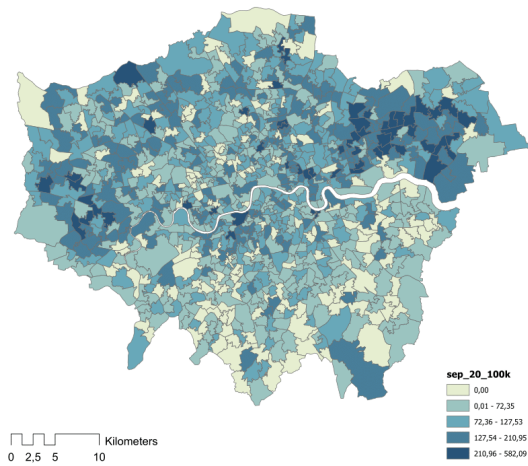 sep_20_100k
0,00
0,01 - 72,35
72,36 - 127,53
127,54 - 210,95
210,96 - 582,09
Kilometers
0 2,5 5 10